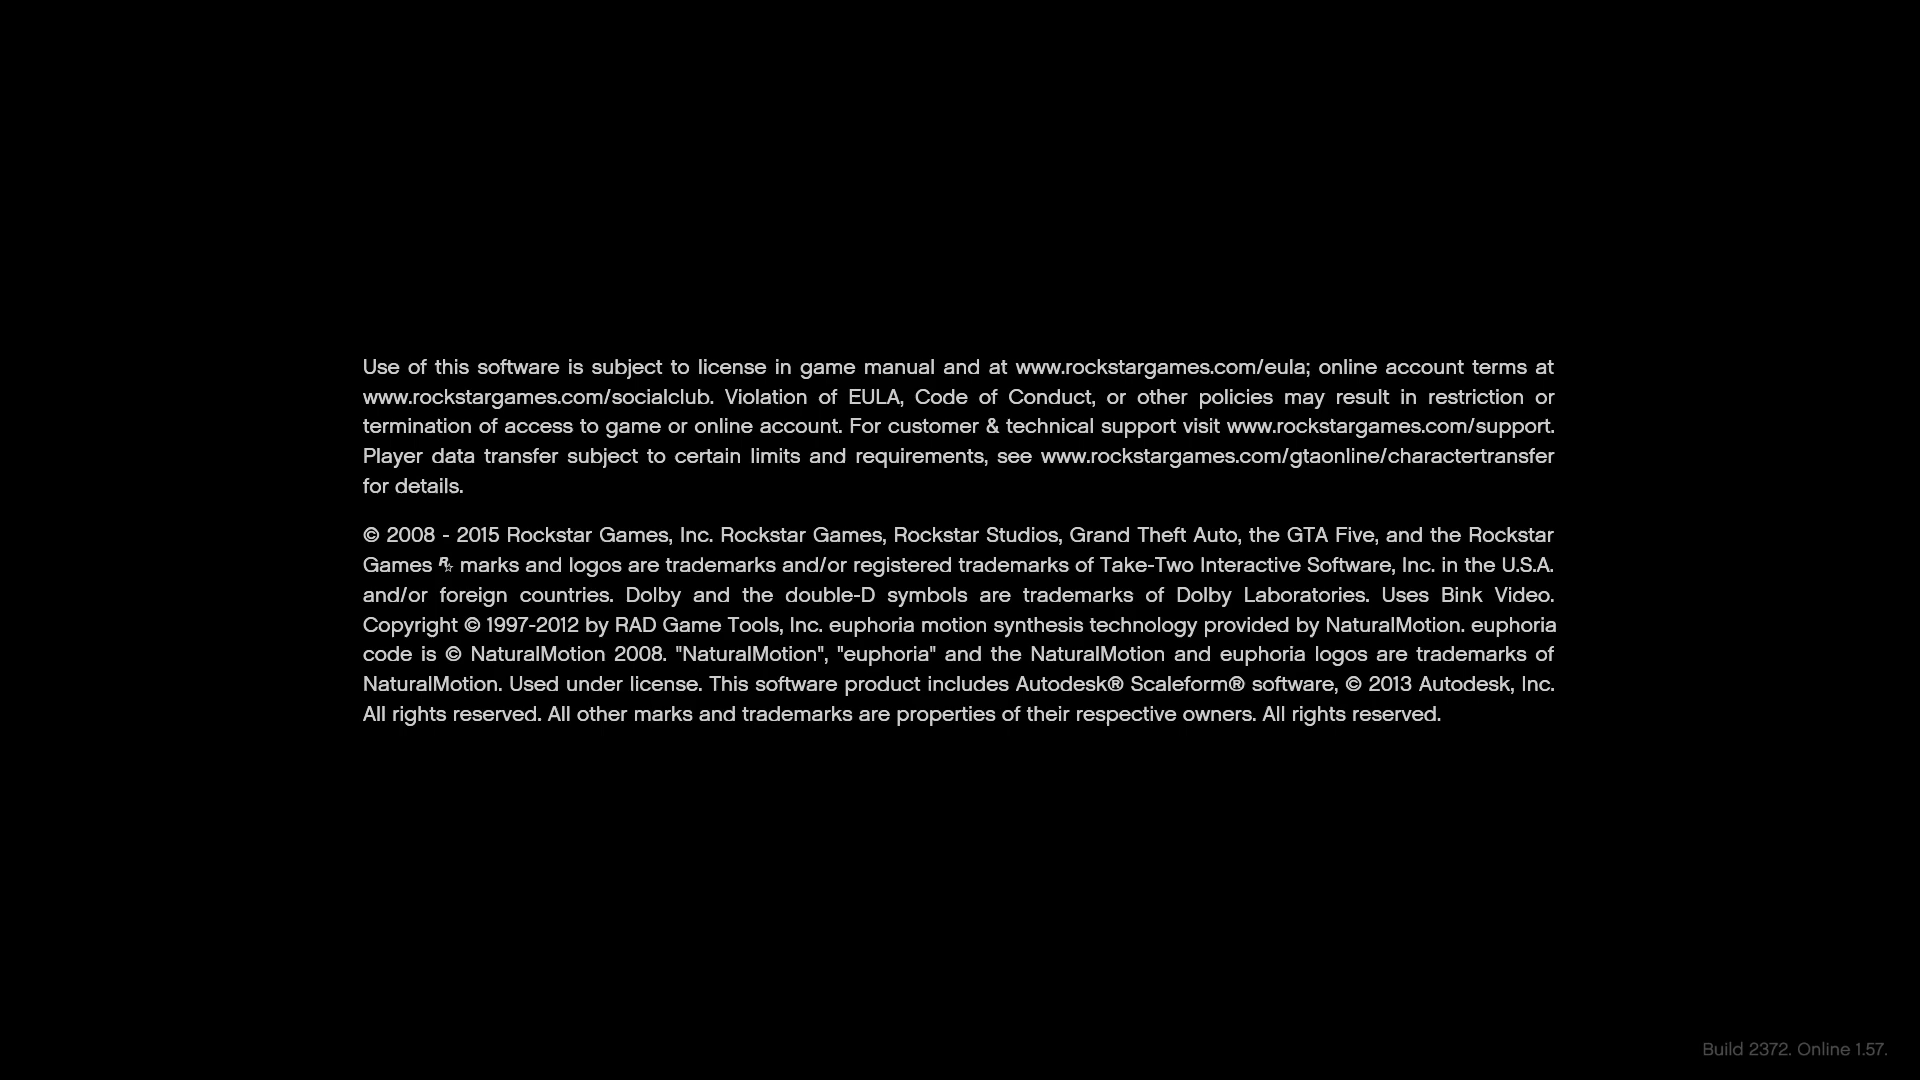 Use of this software is subject to license in game manual and at www.rockstargames.com/eula; online account terms at
www.rockstargames.com/socialclub. Violation of EULA, Code of Conduct, or other policies may result in restriction or
termination of access to game or online account. For customer & technical support visit www.rockstargames.com/support.
Player data transfer subject to certain limits and requirements, see www.rockstargames.com/gtaonline/charactertransfer
for details.
© 2008 - 2015 Rockstar Games, Inc. Rockstar Games, Rockstar Studios, Grand Theft Auto, the GTA Five, and the Rockstar
Games R☆ marks and logos are trademarks and/or registered trademarks of Take-Two Interactive Software, Inc. in the U.S.A.
and/or foreign countries. Dolby and the double-D symbols are trademarks of Dolby Laboratories. Uses Bink Video.
Copyright © 1997-2012 by RAD Game Tools, Inc. euphoria motion synthesis technology provided by NaturalMotion. euphoria
code is © NaturalMotion 2008. "NaturalMotion", "euphoria" and the NaturalMotion and euphoria logos are trademarks of
NaturalMotion. Used under license. This software product includes Autodesk® Scaleform® software, © 2013 Autodesk, Inc.
All rights reserved. All other marks and trademarks are properties of their respective owners. All rights reserved.
Build 2372. Online 1.57.